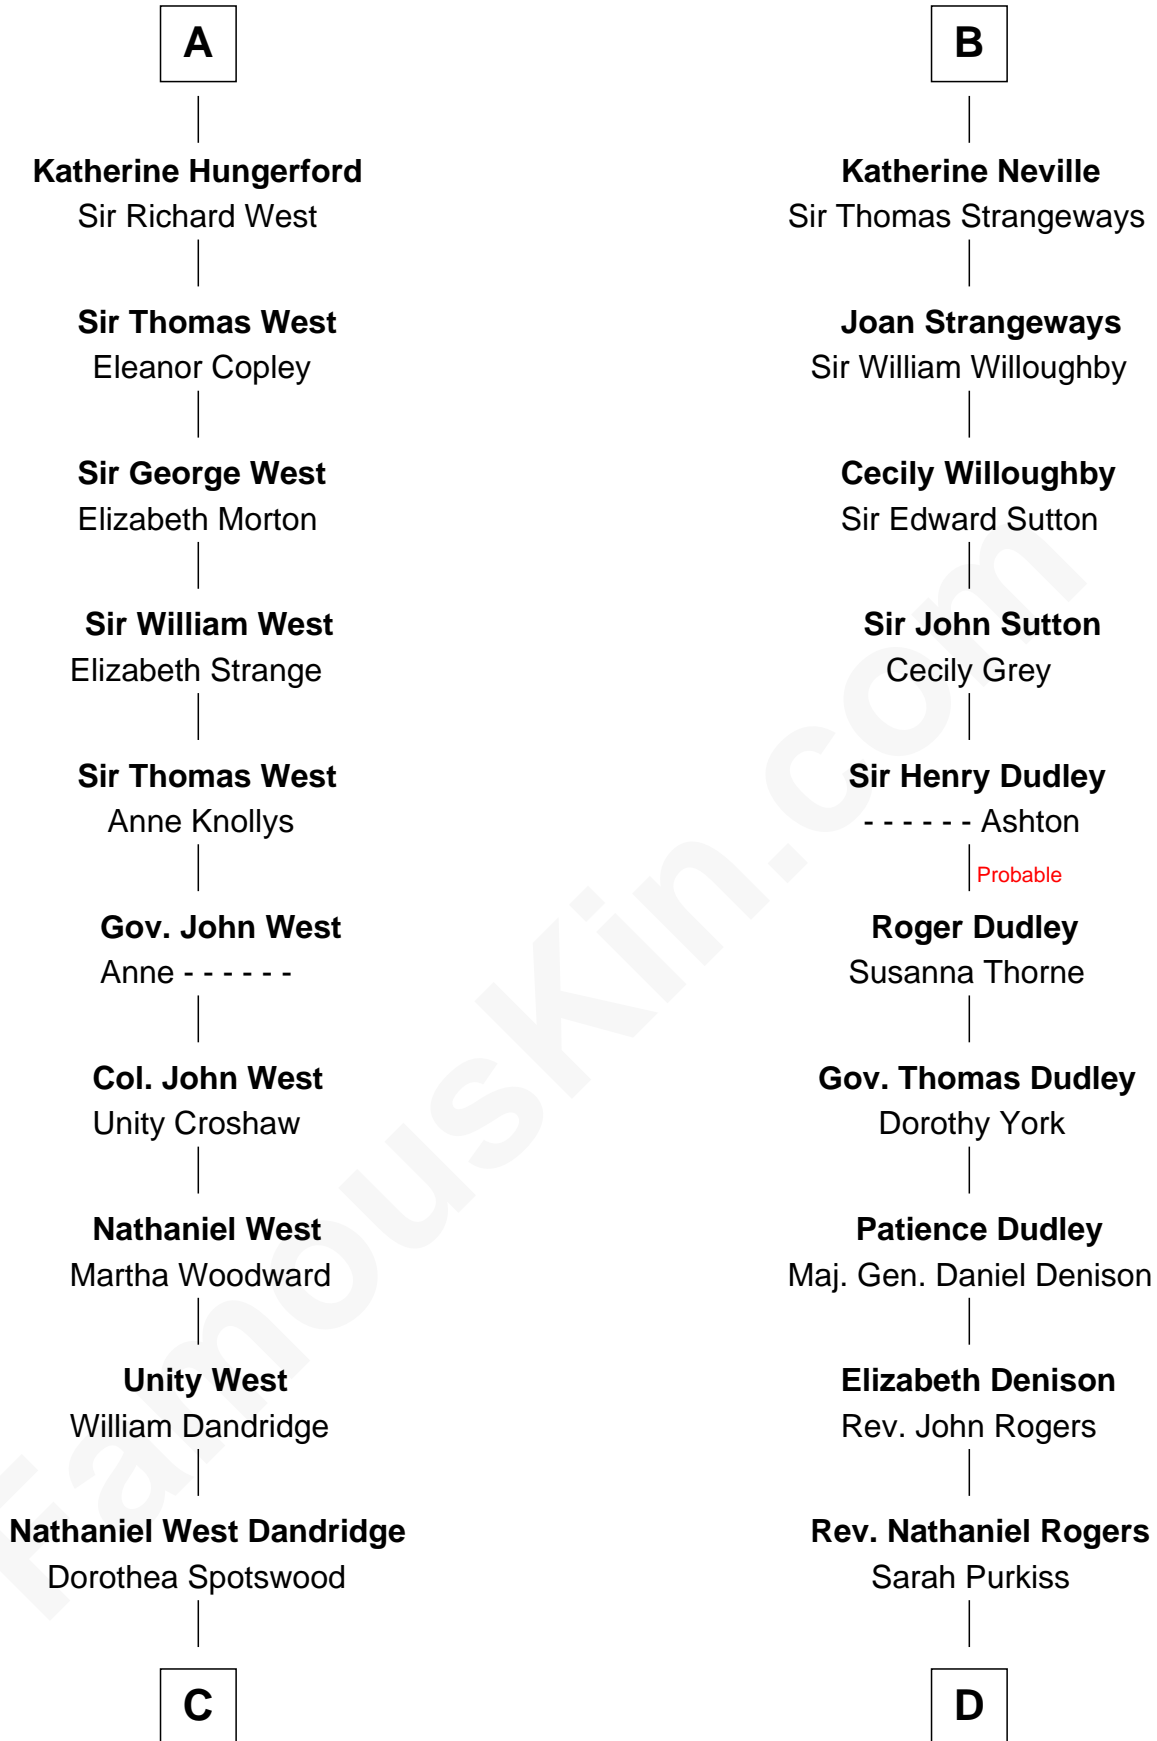 A
Katherine Hungerford
Sir Richard West
Sir Thomas West
Eleanor Copley
Sir George West
Elizabeth Morton
Sir William West
Elizabeth Strange
Sir Thomas West
Anne Knollys
Gov. John West
Anne - - - - - -
Col. John West
Unity Croshaw
Nathaniel West
Martha Woodward
Unity West
William Dandridge
Nathaniel West Dandridge
Dorothea Spotswood
C
B
Katherine Neville
Sir Thomas Strangeways
Joan Strangeways
Sir William Willoughby
Cecily Willoughby
Sir Edward Sutton
Sir John Sutton
Cecily Grey
Sir Henry Dudley
- - - - - - Ashton
Probable
Roger Dudley
Susanna Thorne
Gov. Thomas Dudley
Dorothy York
Patience Dudley
Maj. Gen. Daniel Denison
Elizabeth Denison
Rev. John Rogers
Rev. Nathaniel Rogers
Sarah Purkiss
D
FamousKin.com